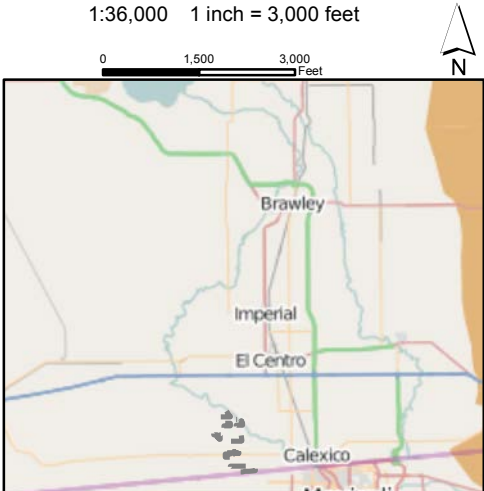 1:36,000 1 inch = 3,000 feet
0 1,500 3,000
Feet
N
Brawley
Imperial
El Centro
Calexico